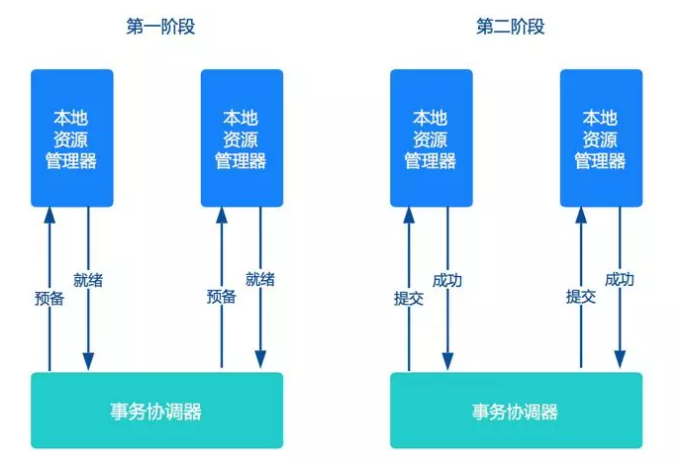 第一阶段
第二阶段
本地
资源
管理器
本地
资源
管理器
本地
资源
管理器
本地
资源
管理器
预备
就绪
预备
就绪
提交
成功
提交
成功
事务协调器
事务协调器